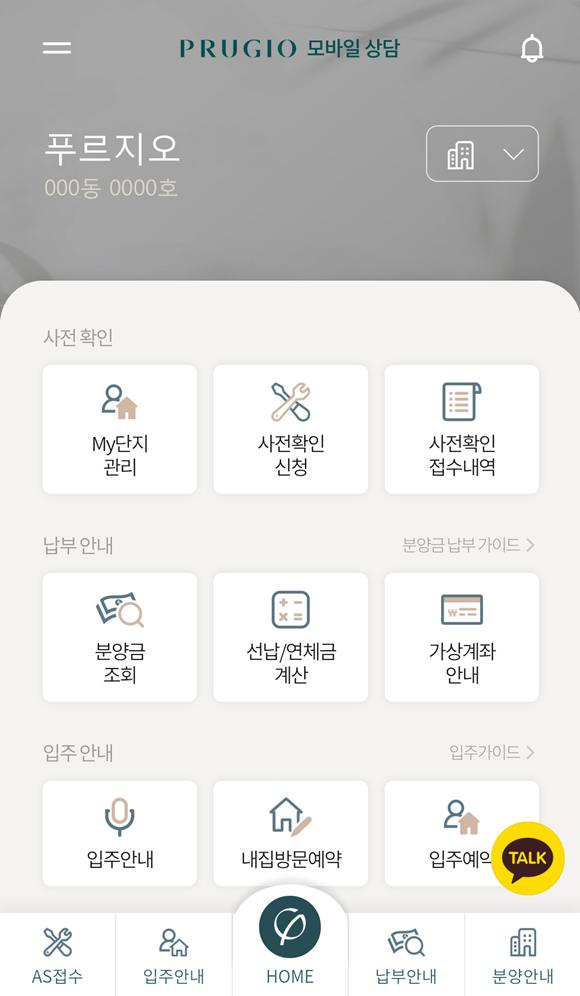 PRUGIO 모바일 상담
푸르지오
000동 0000호
사전 확인
My단지
관리
사전확인
신청
사전확인
접수내역
납부 안내
분양금 납부 가이드
분양금
조회
선납/연체금
계산
가상계좌
안내
입주 안내
입주가이드
입주안내
내집방문예약
입주예약
TALK
AS접수
입주안내
HOME
납부안내
분양안내